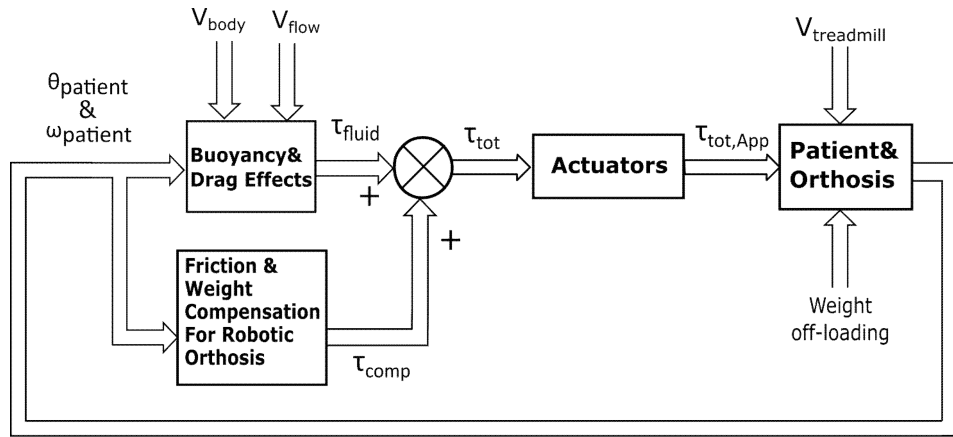 V_body
V_flow
V_treadmill
θ_patient
&
ω_patient
Buoyancy&
Drag Effects
τ_fluid
+
τ_tot
Actuators
τ_tot,App
Patient&
Orthosis
+
Friction &
Weight
Compensation
For Robotic
Orthosis
τ_comp
Weight
off-loading